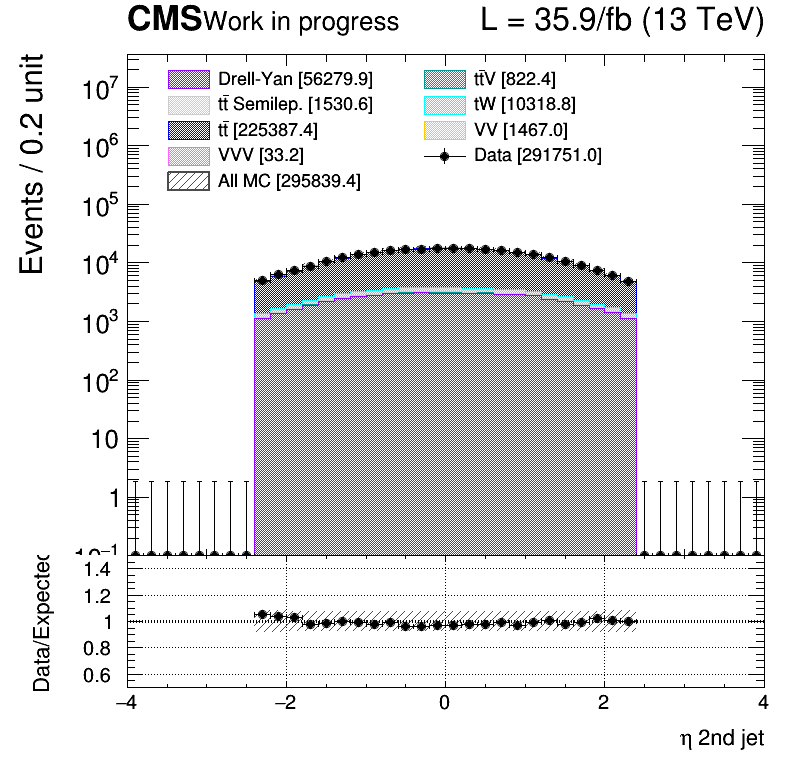 CMS Work in progress L = 35.9/fb (13 TeV)
Events / 0.2 unit
Drell-Yan [56279.9]
tt̄ Semilep. [1530.6]
tt̄ [225387.4]
VVV [33.2]
All MC [295839.4]
tt̄V [822.4]
tW [10318.8]
VV [1467.0]
Data [291751.0]
10⁷
10⁶
10⁵
10⁴
10³
10²
10
1
10⁻¹
Data/Expected
1.4
1.2
1
0.8
0.6
−4 −2 0 2 4
η 2nd jet